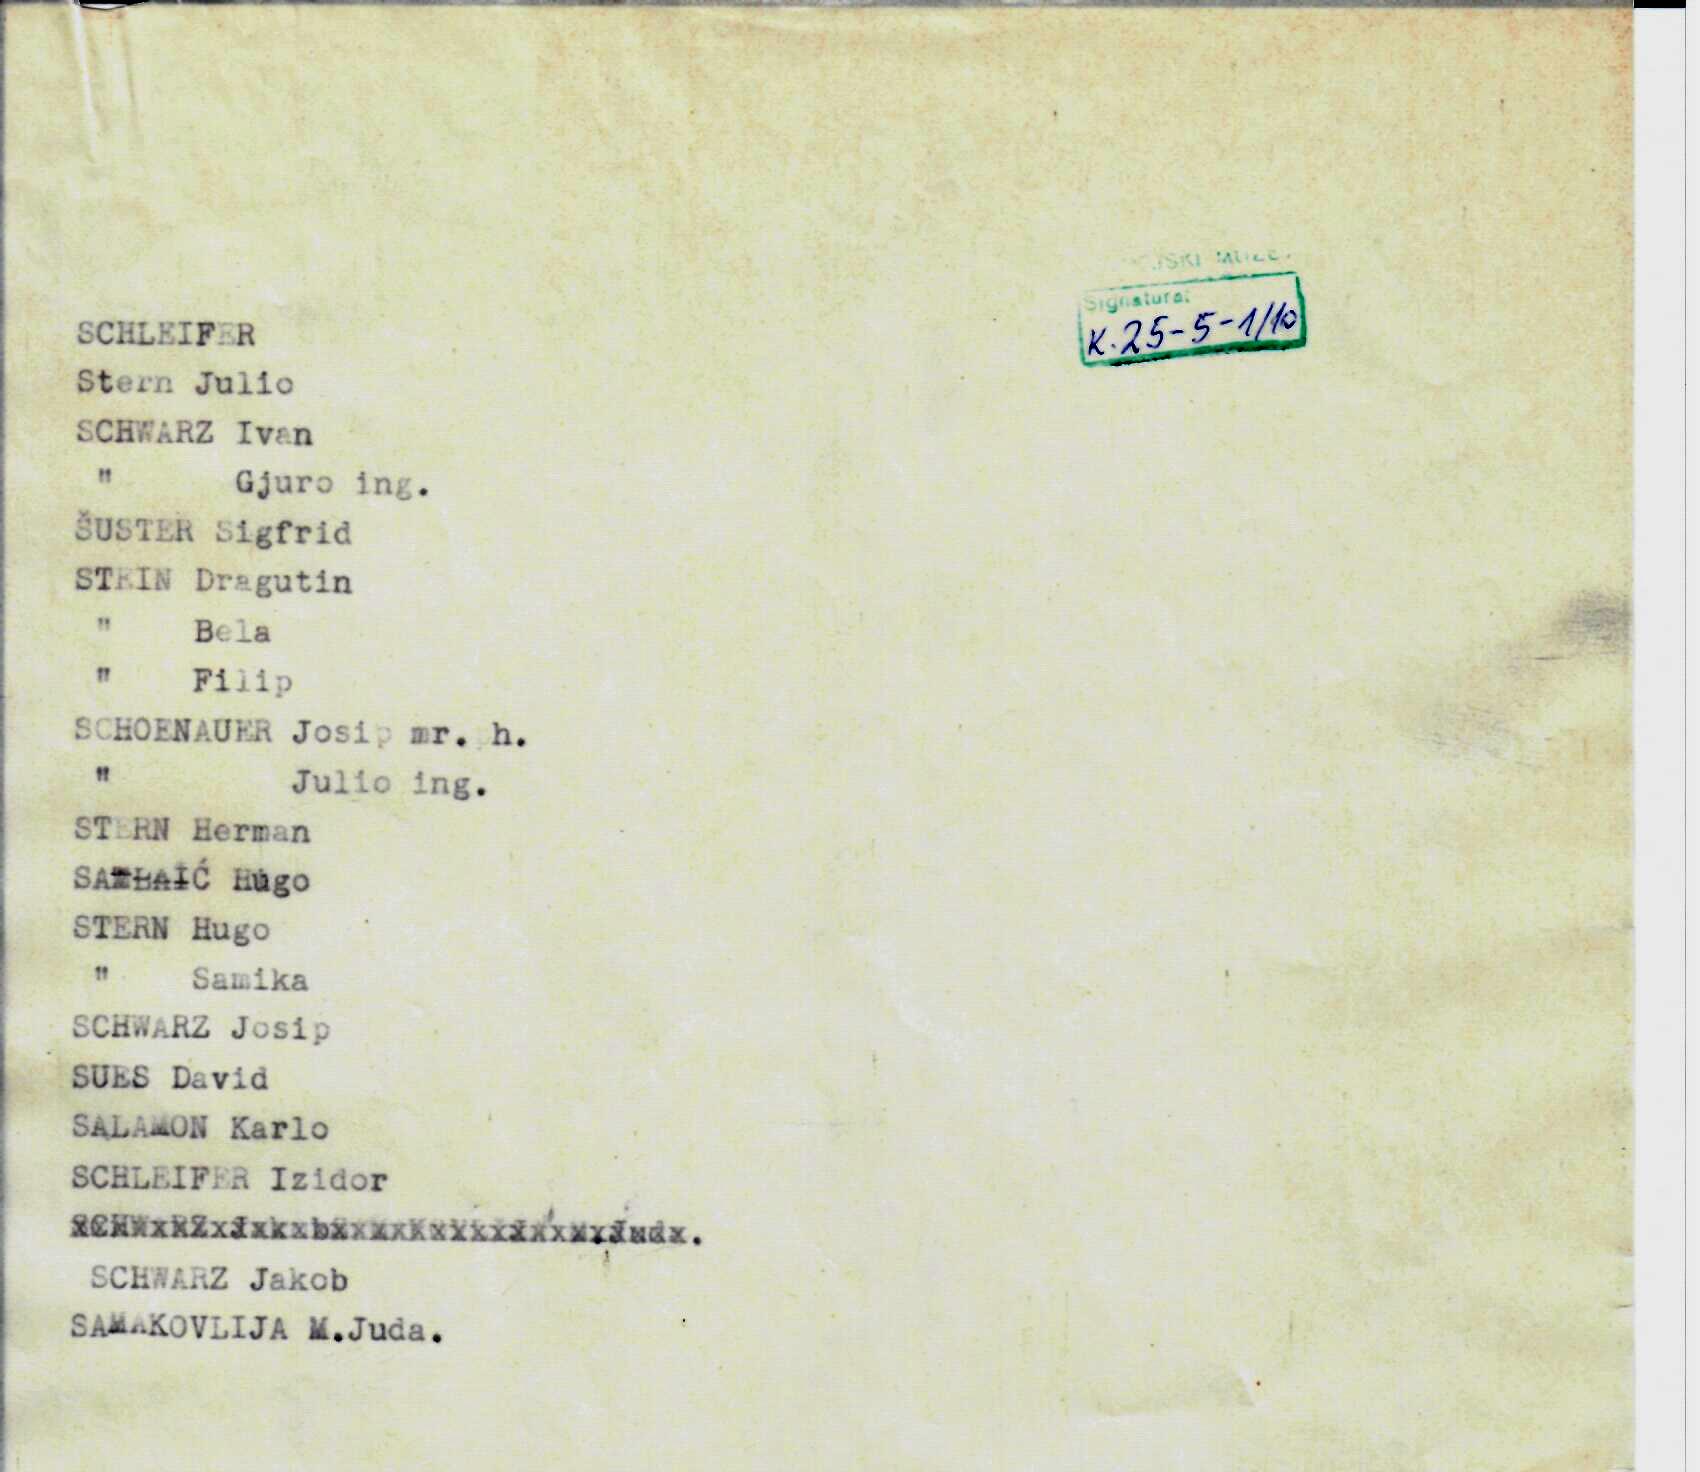 MUZE
Signatura:
K. 25-5-1/10
SCHLEIFER
Stern Julio
SCHWARZ Ivan
" Gjuro ing.
ŠUSTER Sigfrid
STEIN Dragutin
" Bela
" Filip
SCHOENAUER Josip mr. ph.
" Julio ing.
STERN Herman
Hugo
STERN Hugo
" Samika
SCHWARZ Josip
SUES David
SALAMON Karlo
SCHLEIFER Izidor
SCHWARZ Jakob
SAMAKOVLIJA M.Juda.